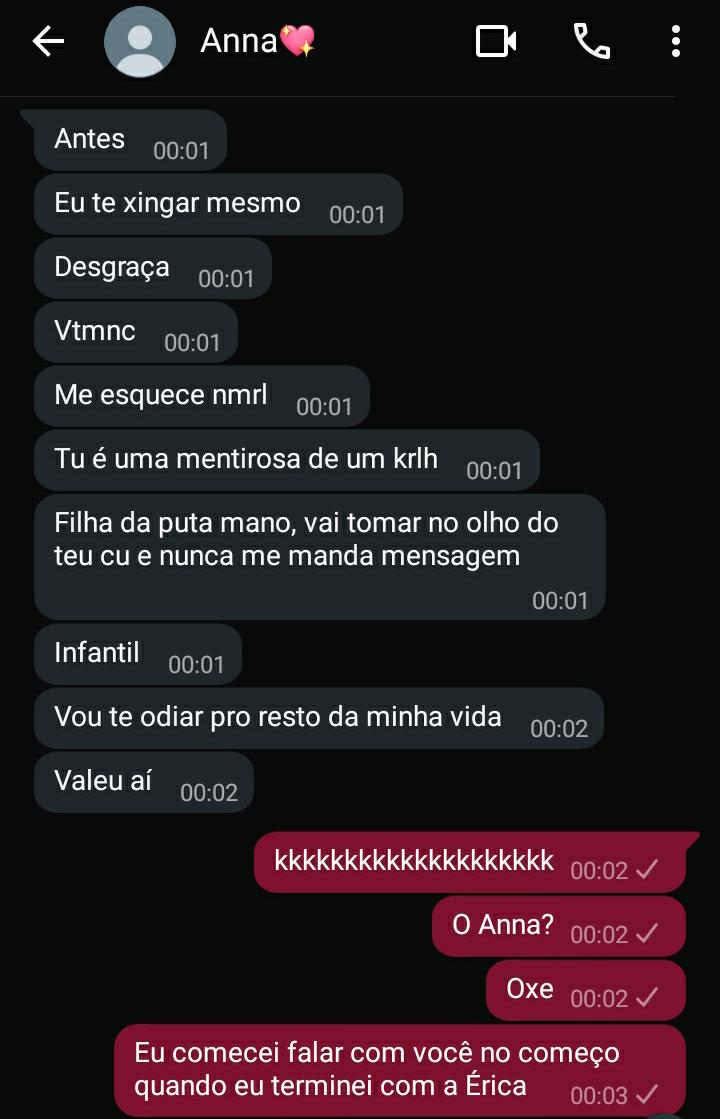 Anna💖
Antes 00:01
Eu te xingar mesmo 00:01
Desgraça 00:01
Vtmnc 00:01
Me esquece nmrl 00:01
Tu é uma mentirosa de um krlh 00:01
Filha da puta mano, vai tomar no olho do
teu cu e nunca me manda mensagem
00:01
Infantil 00:01
Vou te odiar pro resto da minha vida 00:02
Valeu aí 00:02
kkkkkkkkkkkkkkkkkkkk 00:02
O Anna? 00:02
Oxe 00:02
Eu comecei falar com você no começo
quando eu terminei com a Érica 00:03